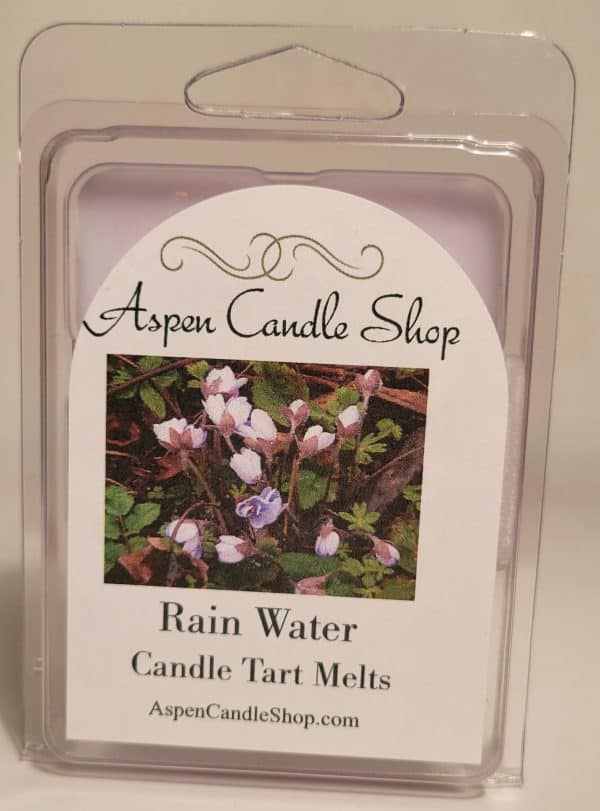 Aspen Candle Shop
Rain Water
Candle Tart Melts
AspenCandleShop.com